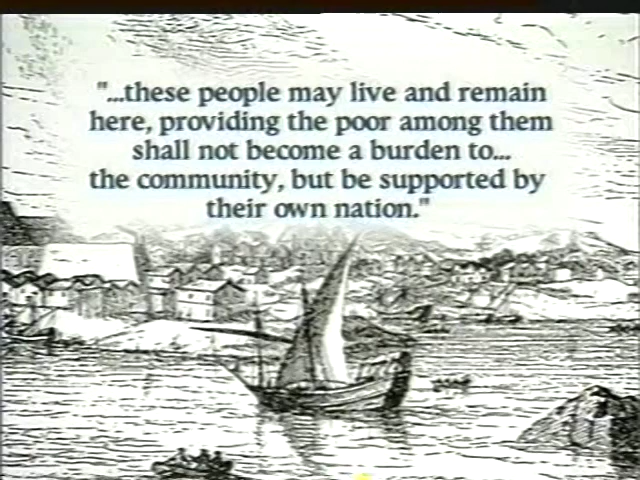 "...these people may live and remain
here, providing the poor among them
shall not become a burden to...
the community, but be supported by
their own nation."